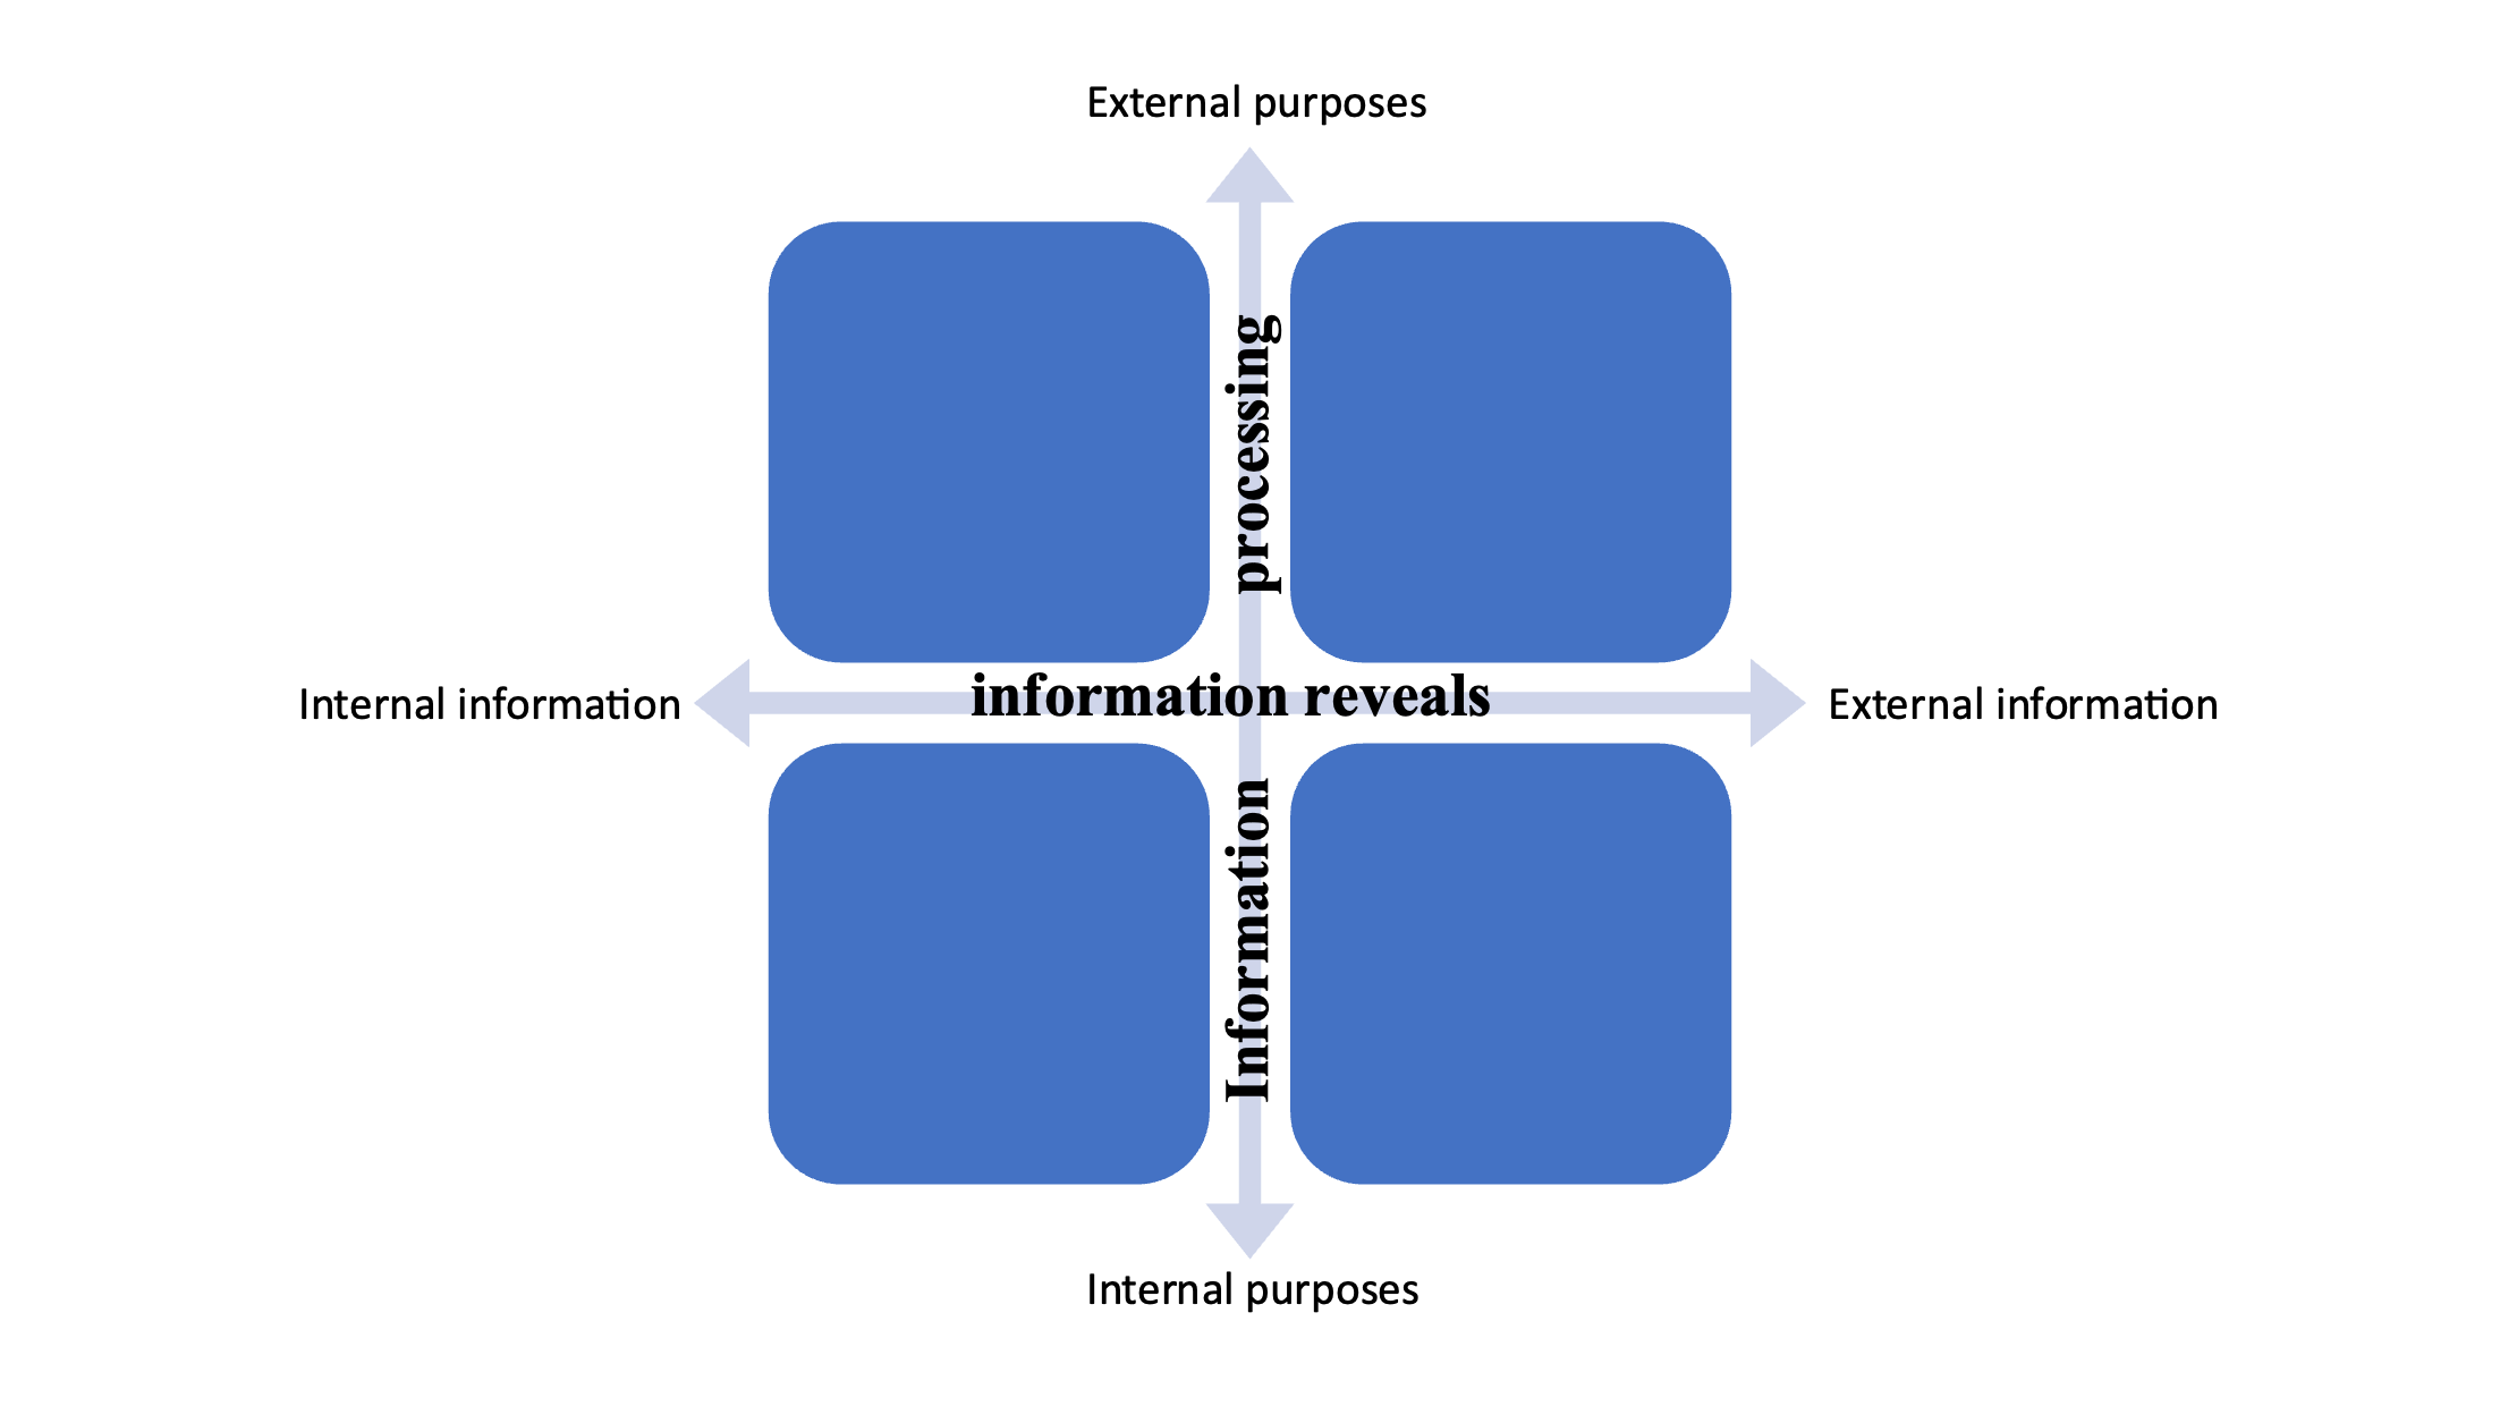 External purposes
processing
Internal information
information reveals
External information
Information
Internal purposes